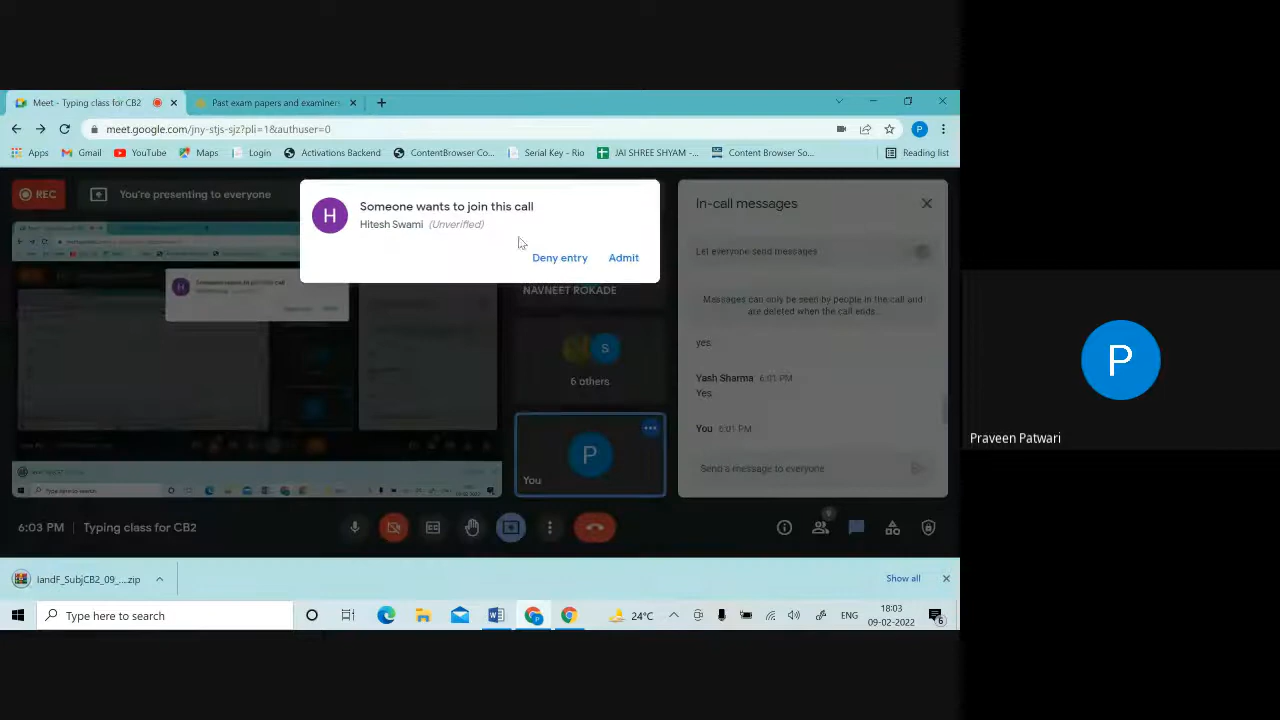 Meet - Typing class for CB2
Past exam papers and examiner
meet.google.com/jny-stjs-sjz?pli=1&authuser=0
P
Apps
Gmail
YouTube
Maps
Login
Activations Backend
ContentBrowser Co...
Serial Key - Rio
JAI SHREE SHYAM -...
Content Browser So...
Reading list
REC
You're presenting to everyone
H
Someone wants to join this call
Hitesh Swami (Unverified)
Deny entry
Admit
NAVNEET ROKADE
S
6 others
P
You
In-call messages
Let everyone send messages
Messages can only be seen by people in the call and
are deleted when the call ends.
yes
Yash Sharma 6:01 PM
Yes
You 6:01 PM
Send a message to everyone
P
Praveen Patwari
6:03 PM | Typing class for CB2
9
IandF_SubjCB2_09_....zip
Show all
Type here to search
24°C
ENG
18:03
09-02-2022
6